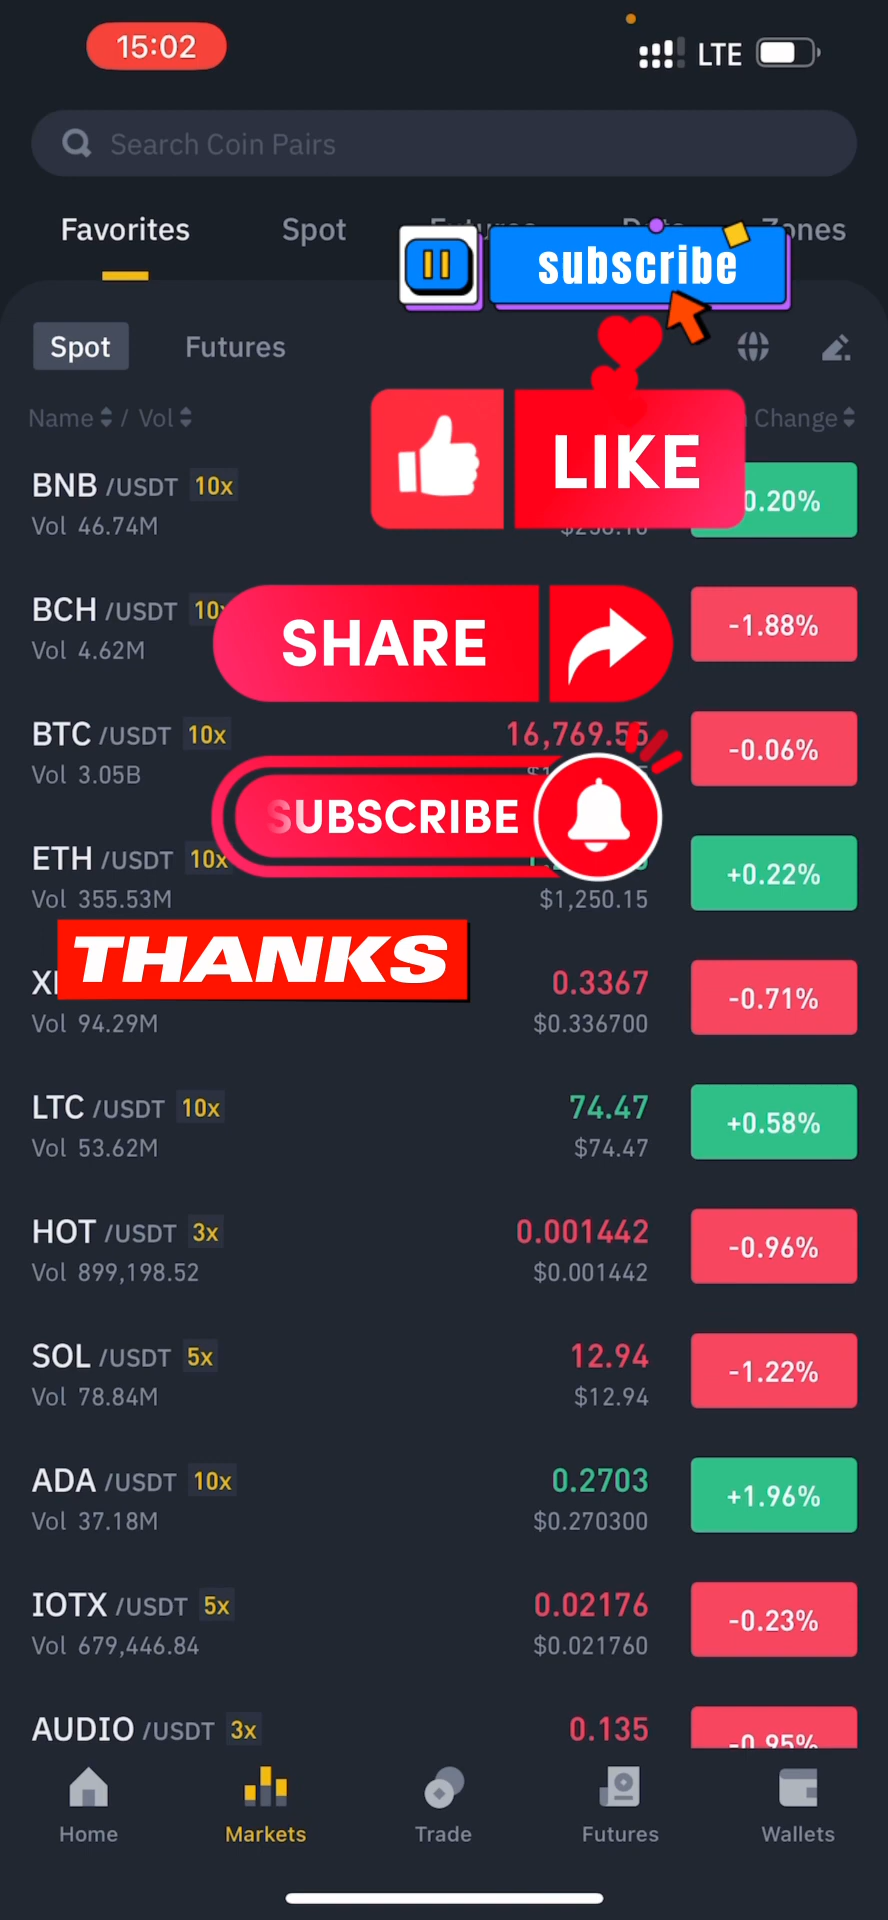 15:02
LTE
Search Coin Pairs
Favorites Spot
subscribe
Spot Futures
Name / Vol Change
LIKE
BNB /USDT 10x
Vol 46.74M
0.20%
BCH /USDT
Vol 4.62M
-1.88%
SHARE
BTC /USDT 10x 16,769.55 -0.06%
Vol 3.05B
SUBSCRIBE
ETH /USDT 10x +0.22%
Vol 355.53M $1,250.15
THANKS
0.3367 -0.71%
Vol 94.29M $0.336700
LTC /USDT 10x 74.47 +0.58%
Vol 53.62M $74.47
HOT /USDT 3x 0.001442 -0.96%
Vol 899,198.52 $0.001442
SOL /USDT 5x 12.94 -1.22%
Vol 78.84M $12.94
ADA /USDT 10x 0.2703 +1.96%
Vol 37.18M $0.270300
IOTX /USDT 5x 0.02176 -0.23%
Vol 679,446.84 $0.021760
AUDIO /USDT 3x 0.135 -0.95%
Home Markets Trade Futures Wallets